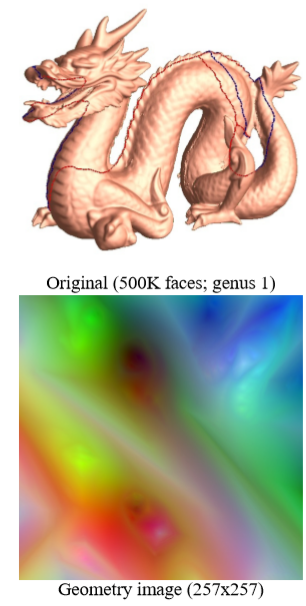 Original (500K faces; genus 1)
Geometry image (257x257)